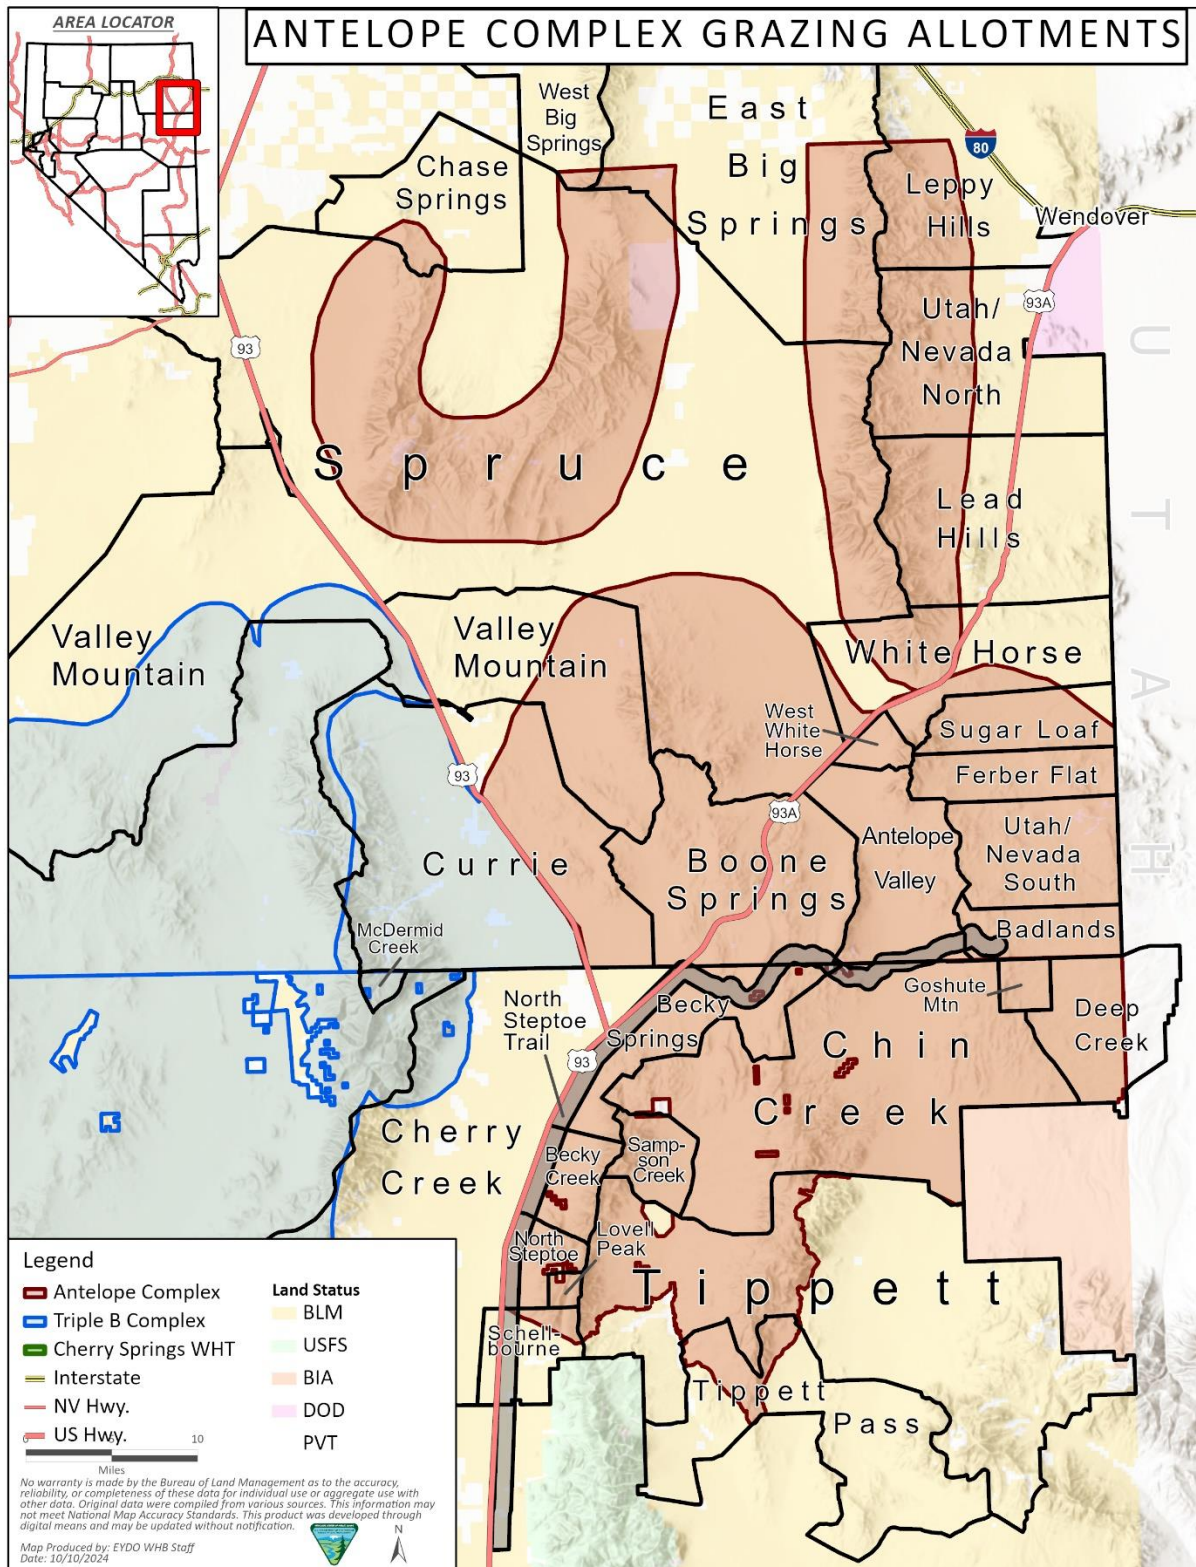 AREA LOCATOR
ANTELOPE COMPLEX GRAZING ALLOTMENTS
West
Big
Springs
East
Big
Springs
80
Chase
Springs
Leppy
Hills
Wendover
93A
Utah/
Nevada
North
93
Spruce
Lead
Hills
UTAH
Valley
Mountain
Valley
Mountain
White Horse
West
White
Horse
Sugar Loaf
Ferber Flat
93
93A
Currie
Boone
Springs
Antelope
Valley
Utah/
Nevada
South
Badlands
McDermid
Creek
North
Steptoe
Trail
Becky
Springs
Goshute
Mtn
Deep
Creek
93
Chin
Creek
Cherry
Creek
Becky
Creek
Samp-
son
Creek
North
Steptoe
Lovell
Peak
Tippett
Schell-
bourne
Tippett
Pass
Legend
Antelope Complex
Triple B Complex
Cherry Springs WHT
Interstate
NV Hwy.
US Hwy.
Land Status
BLM
USFS
BIA
DOD
PVT
0 5 10
Miles
No warranty is made by the Bureau of Land Management as to the accuracy,
reliability, or completeness of these data for individual use or aggregate use with
other data. Original data were compiled from various sources. This information may
not meet National Map Accuracy Standards. This product was developed through
digital means and may be updated without notification.
Map Produced by: EYDO WHB Staff
Date: 10/10/2024
N